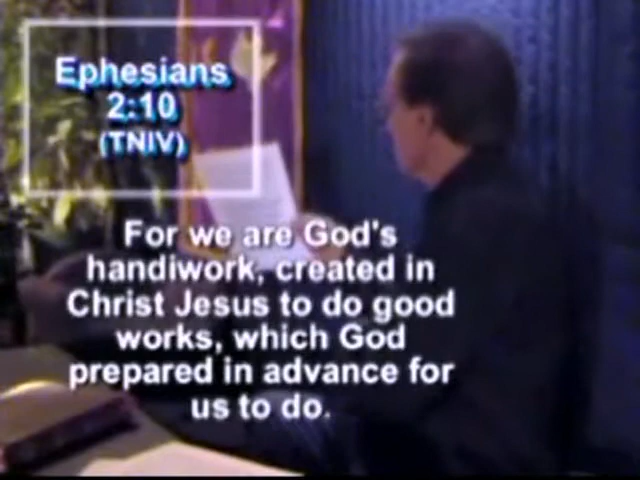 Ephesians
2:10
(TNIV)
For we are God's
handiwork, created in
Christ Jesus to do good
works, which God
prepared in advance for
us to do.